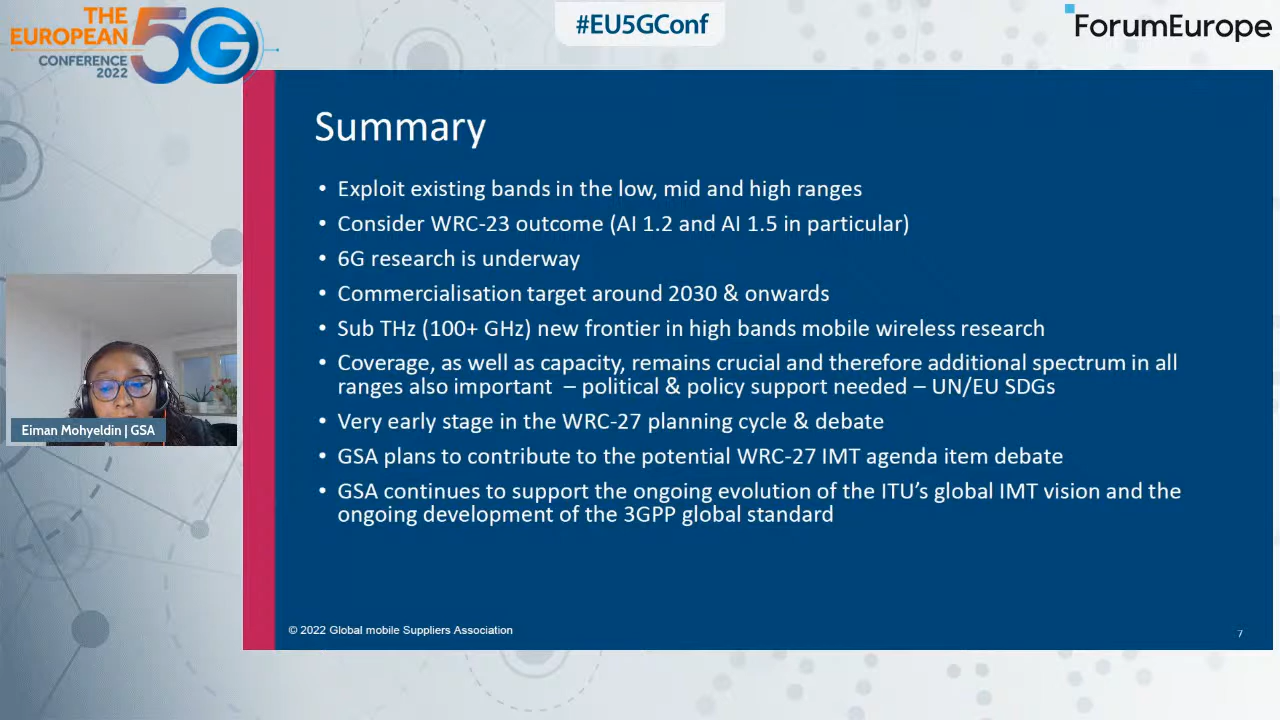 THE
EUROPEAN
5G
CONFERENCE
2022
#EU5GConf
ForumEurope
Summary
• Exploit existing bands in the low, mid and high ranges
• Consider WRC-23 outcome (AI 1.2 and AI 1.5 in particular)
• 6G research is underway
• Commercialisation target around 2030 & onwards
• Sub THz (100+ GHz) new frontier in high bands mobile wireless research
• Coverage, as well as capacity, remains crucial and therefore additional spectrum in all
ranges also important – political & policy support needed – UN/EU SDGs
• Very early stage in the WRC-27 planning cycle & debate
• GSA plans to contribute to the potential WRC-27 IMT agenda item debate
• GSA continues to support the ongoing evolution of the ITU’s global IMT vision and the
ongoing development of the 3GPP global standard
Eiman Mohyeldin | GSA
© 2022 Global mobile Suppliers Association
7